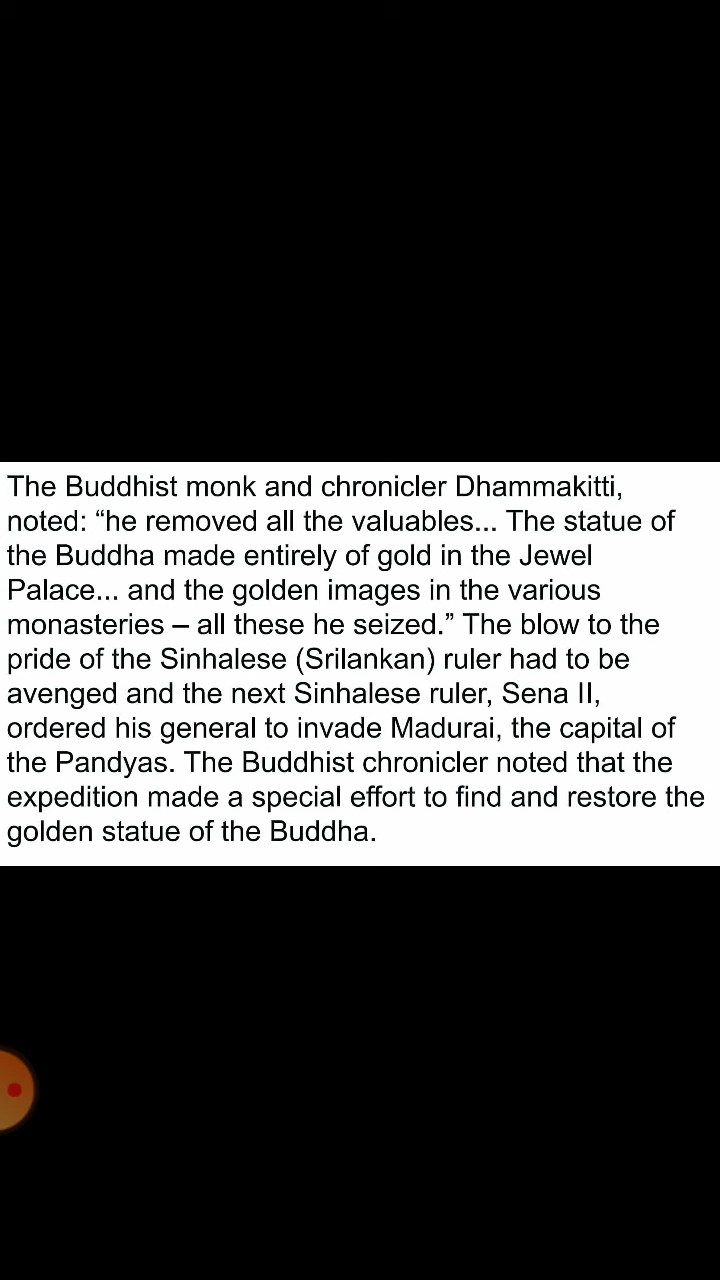 The Buddhist monk and chronicler Dhammakitti,
noted: “he removed all the valuables... The statue of
the Buddha made entirely of gold in the Jewel
Palace... and the golden images in the various
monasteries – all these he seized.” The blow to the
pride of the Sinhalese (Srilankan) ruler had to be
avenged and the next Sinhalese ruler, Sena II,
ordered his general to invade Madurai, the capital of
the Pandyas. The Buddhist chronicler noted that the
expedition made a special effort to find and restore the
golden statue of the Buddha.